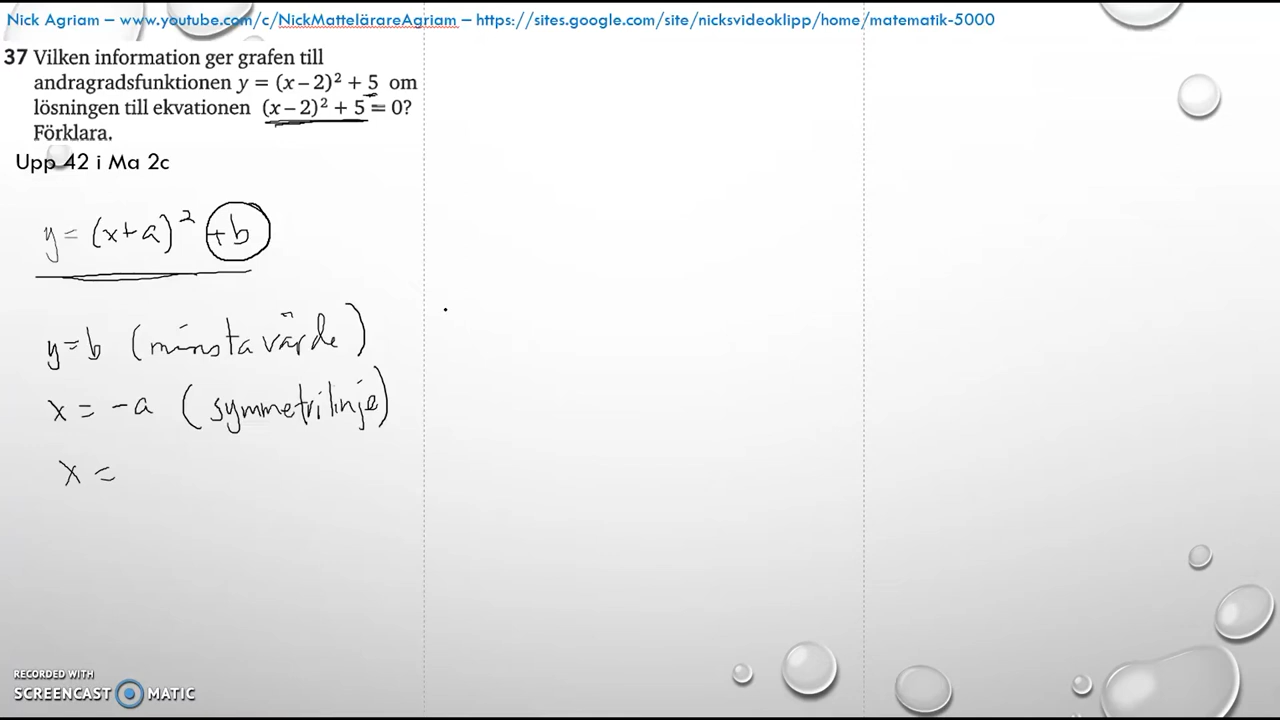 Nick Agriam – www.youtube.com/c/NickMattelärareAgriam – https://sites.google.com/site/nicksvideoklipp/home/matematik-5000
37 Vilken information ger grafen till
andragradsfunktionen y = (x – 2)² + 5 om
lösningen till ekvationen (x – 2)² + 5 = 0?
Förklara.
Upp 42 i Ma 2c
y = (x+a)² +b
y = b (minsta värde)
x = -a (symmetrilinje)
x =
RECORDED WITH
SCREENCAST MATIC